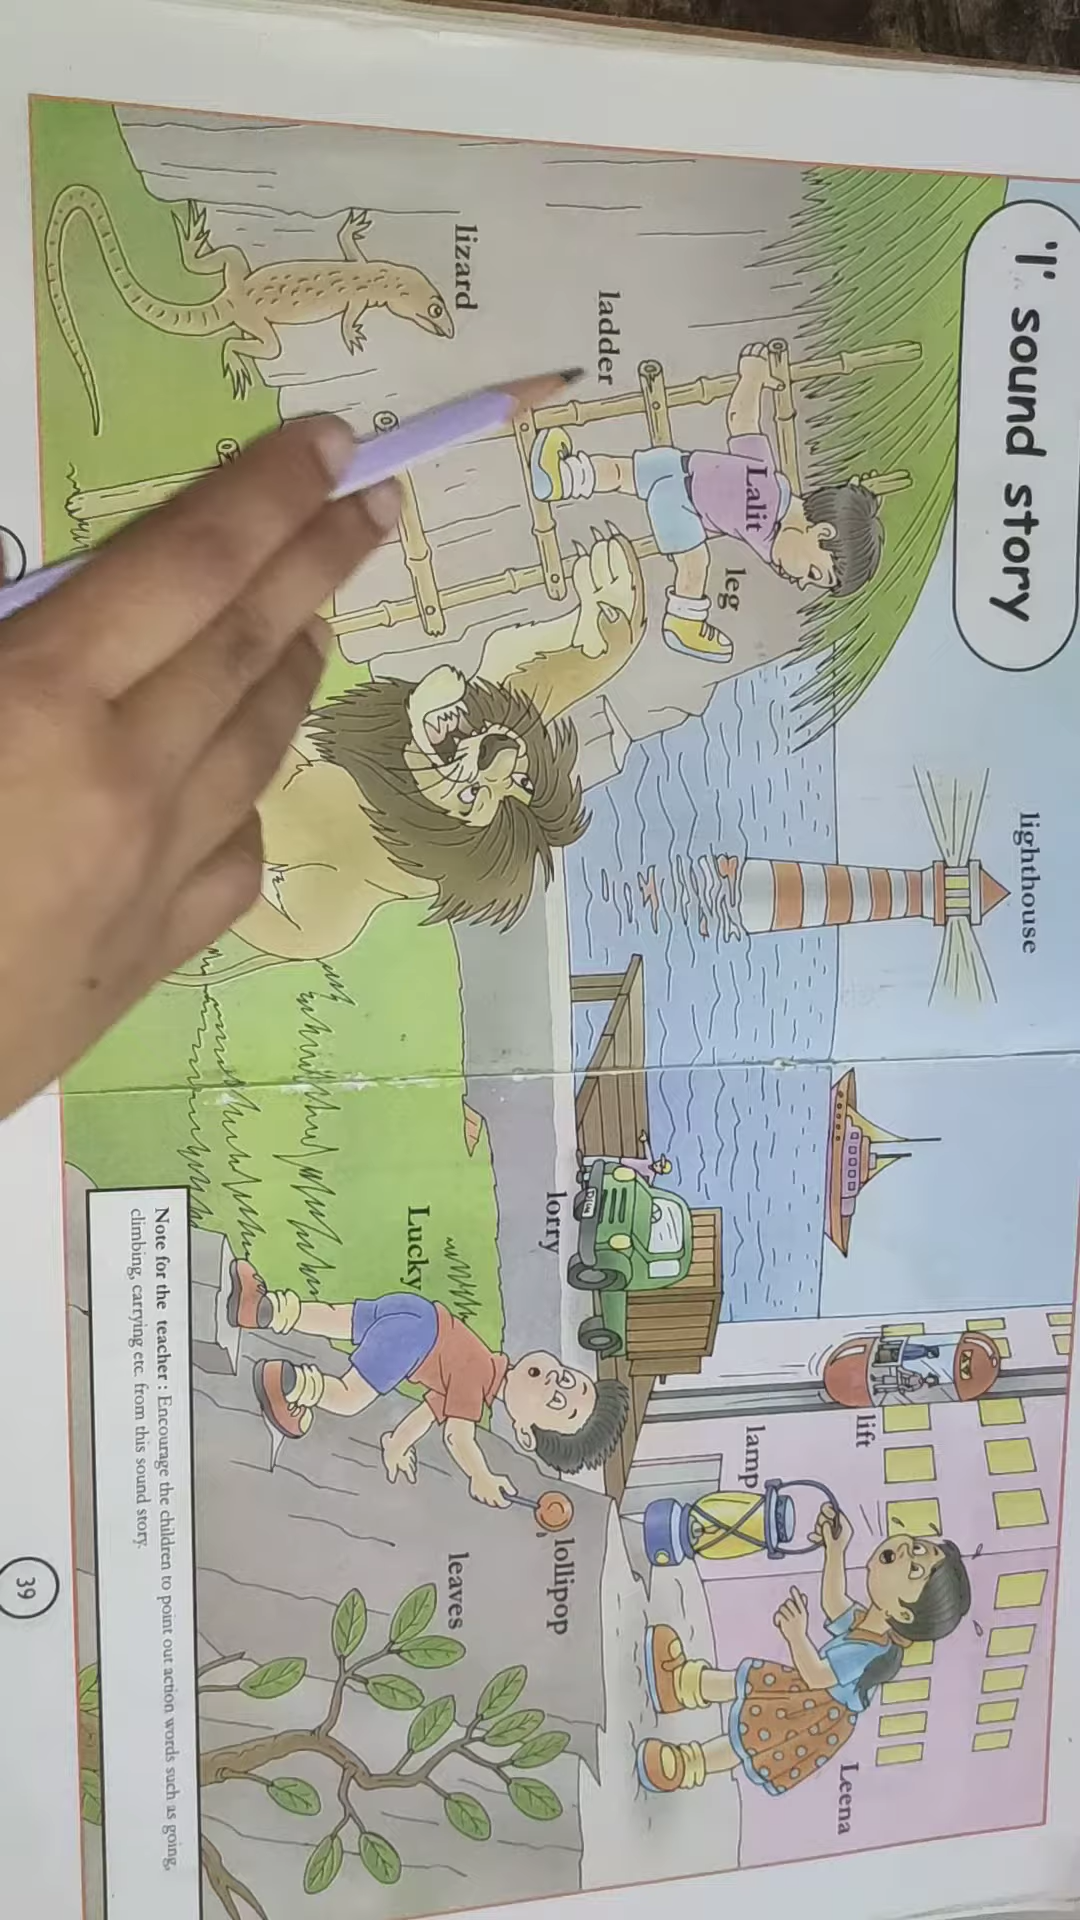 'l' sound story
lighthouse
Lalit
leg
ladder
lizard
lift
lamp
Leena
lorry
Lucky
lollipop
leaves
Note for the teacher : Encourage the children to point out action words such as going,
climbing, carrying etc. from this sound story.
39